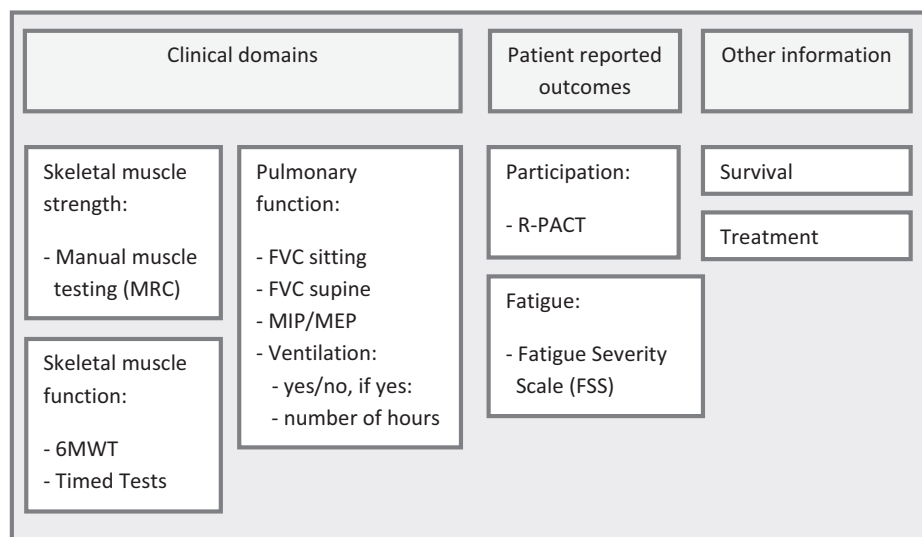 Clinical domains
Patient reported
outcomes
Other information
Skeletal muscle
strength:
- Manual muscle
testing (MRC)
Skeletal muscle
function:
- 6MWT
- Timed Tests
Pulmonary
function:
- FVC sitting
- FVC supine
- MIP/MEP
- Ventilation:
- yes/no, if yes:
- number of hours
Participation:
- R-PACT
Fatigue:
- Fatigue Severity
Scale (FSS)
Survival
Treatment